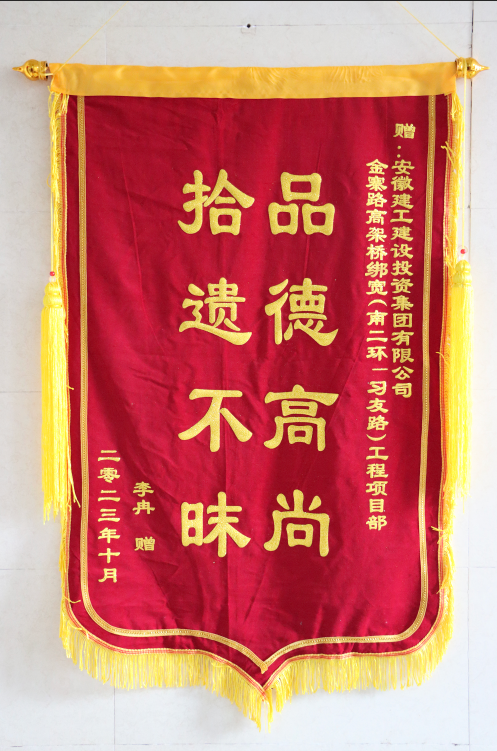 赠：安徽建工建设投资集团有限公司
金寨路高架桥绑宽（南二环一习友路）工程项目部
品德高尚
拾遗不昧
李冉 赠
二零二三年十月